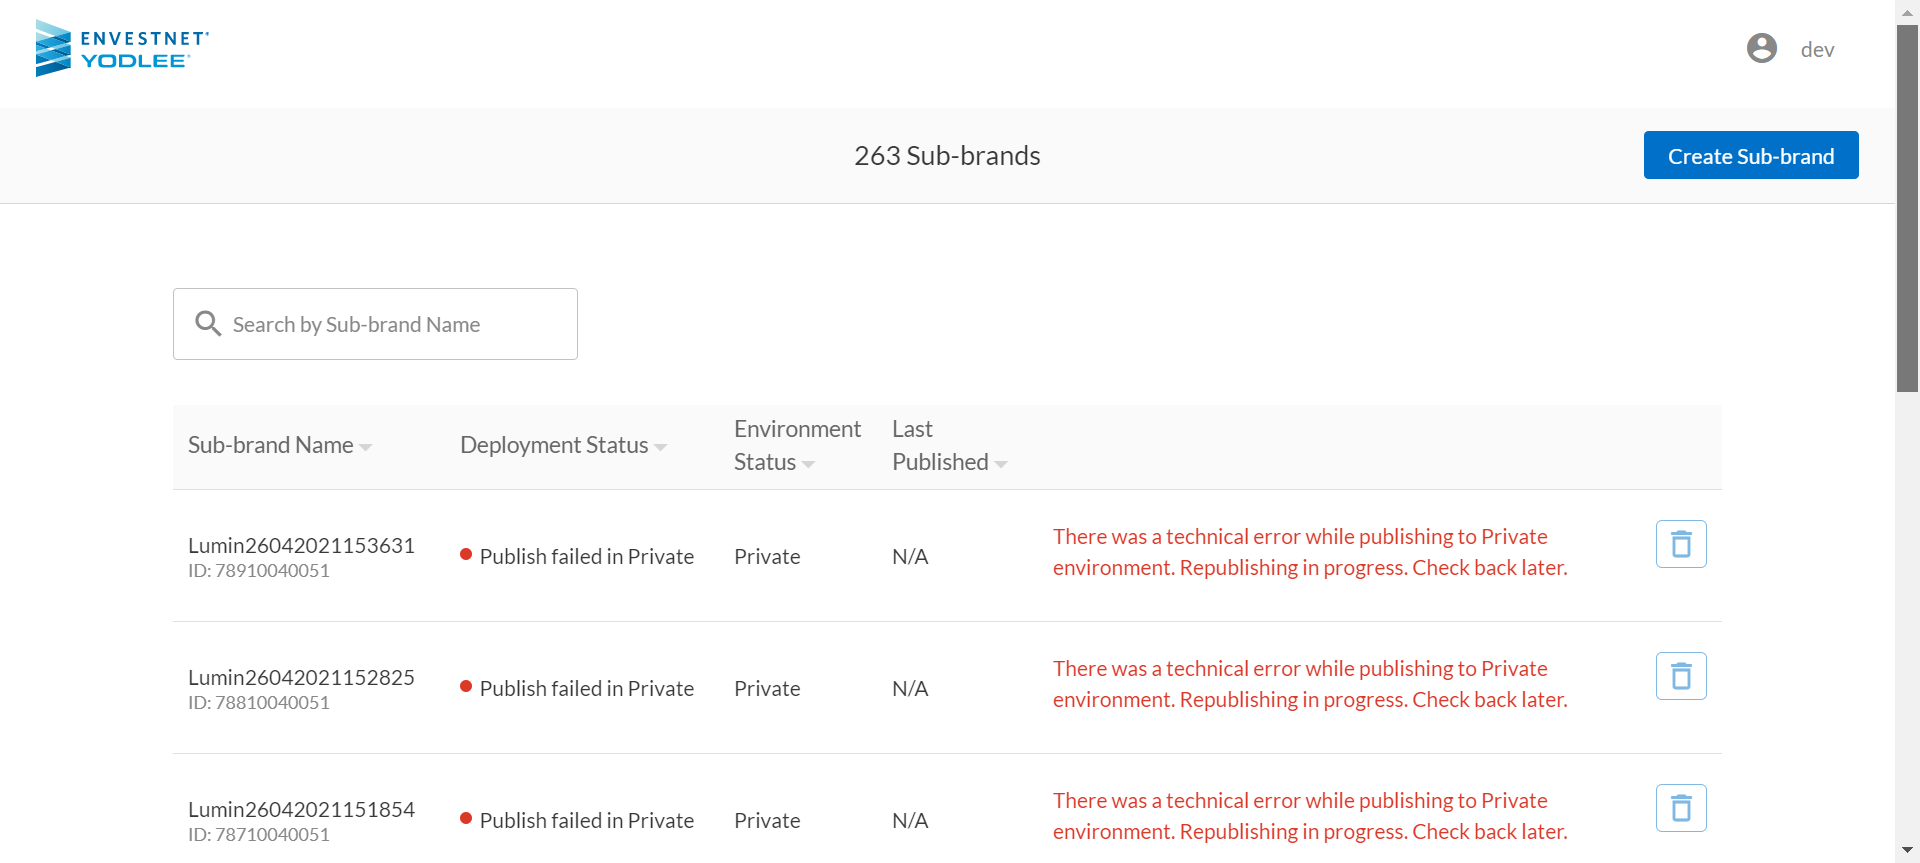 ENVESTNET
YODLEE
dev
263 Sub-brands
Create Sub-brand
Search by Sub-brand Name
Sub-brand Name
Deployment Status
Environment
Status
Last
Published
Lumin26042021153631
ID: 78910040051
Publish failed in Private
Private
N/A
There was a technical error while publishing to Private
environment. Republishing in progress. Check back later.
Lumin26042021152825
ID: 78810040051
Publish failed in Private
Private
N/A
There was a technical error while publishing to Private
environment. Republishing in progress. Check back later.
Lumin26042021151854
ID: 78710040051
Publish failed in Private
Private
N/A
There was a technical error while publishing to Private
environment. Republishing in progress. Check back later.